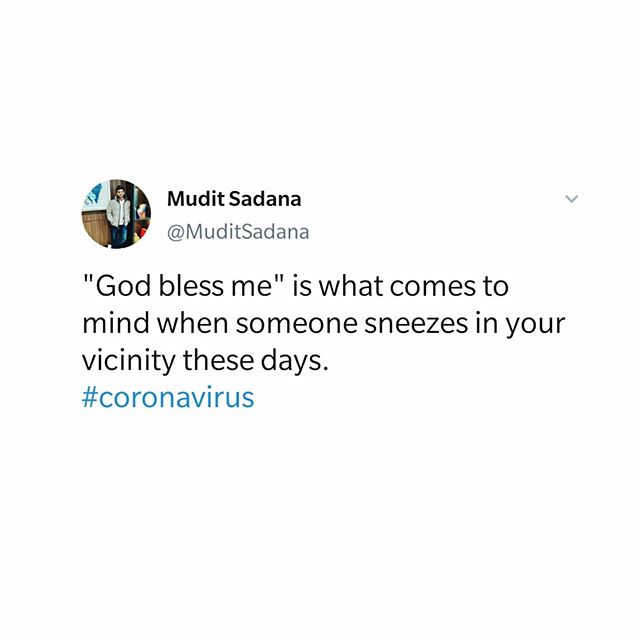 Mudit Sadana
@MuditSadana
"God bless me" is what comes to
mind when someone sneezes in your
vicinity these days.
#coronavirus